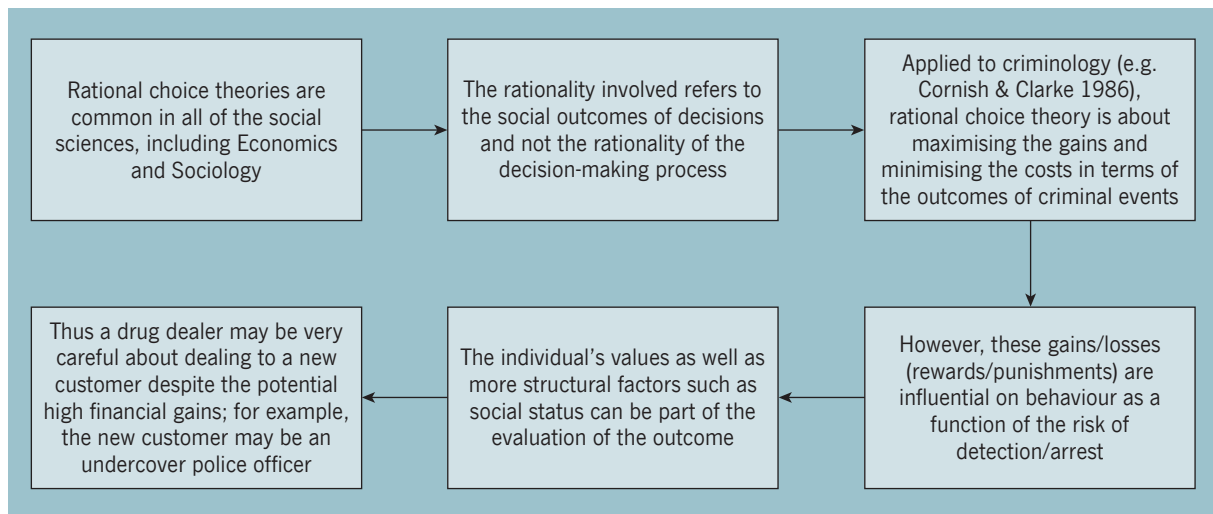 Rational choice theories are
common in all of the social
sciences, including Economics
and Sociology
The rationality involved refers to
the social outcomes of decisions
and not the rationality of the
decision-making process
Applied to criminology (e.g.
Cornish & Clarke 1986),
rational choice theory is about
maximising the gains and
minimising the costs in terms of
the outcomes of criminal events
However, these gains/losses
(rewards/punishments) are
influential on behaviour as a
function of the risk of
detection/arrest
The individual’s values as well as
more structural factors such as
social status can be part of the
evaluation of the outcome
Thus a drug dealer may be very
careful about dealing to a new
customer despite the potential
high financial gains; for example,
the new customer may be an
undercover police officer